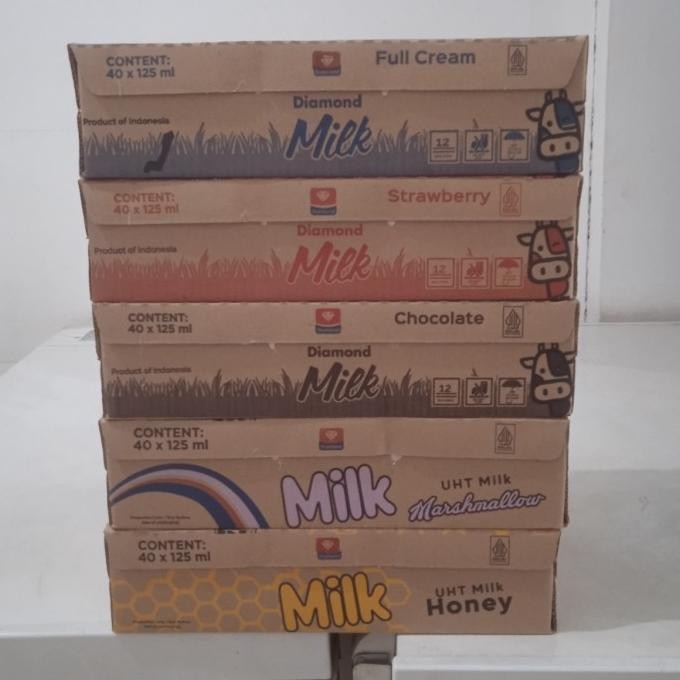 CONTENT:
40 x 125 ml
Full Cream
Diamond
Milk
Product of Indonesia
12
CONTENT:
40 x 125 ml
Strawberry
Diamond
Milk
Product of Indonesia
12
CONTENT:
40 x 125 ml
Chocolate
Diamond
Milk
Product of Indonesia
12
CONTENT:
40 x 125 ml
Milk
UHT Milk
Marshmallow
CONTENT:
40 x 125 ml
Milk
UHT Milk
Honey